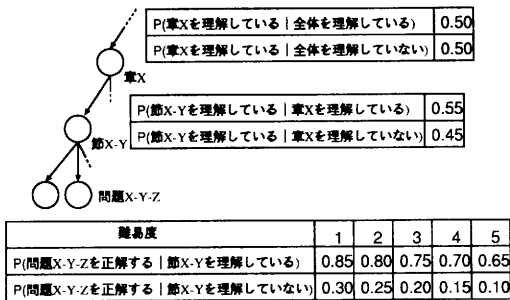 P(章Xを理解している｜全体を理解している) 0.50
P(章Xを理解している｜全体を理解していない) 0.50
章X
P(節X-Yを理解している｜章Xを理解している) 0.55
P(節X-Yを理解している｜章Xを理解していない) 0.45
節X-Y
問題X-Y-Z
難易度 1 2 3 4 5
P(問題X-Y-Zを正解する｜節X-Yを理解している) 0.85 0.80 0.75 0.70 0.65
P(問題X-Y-Zを正解する｜節X-Yを理解していない) 0.30 0.25 0.20 0.15 0.10